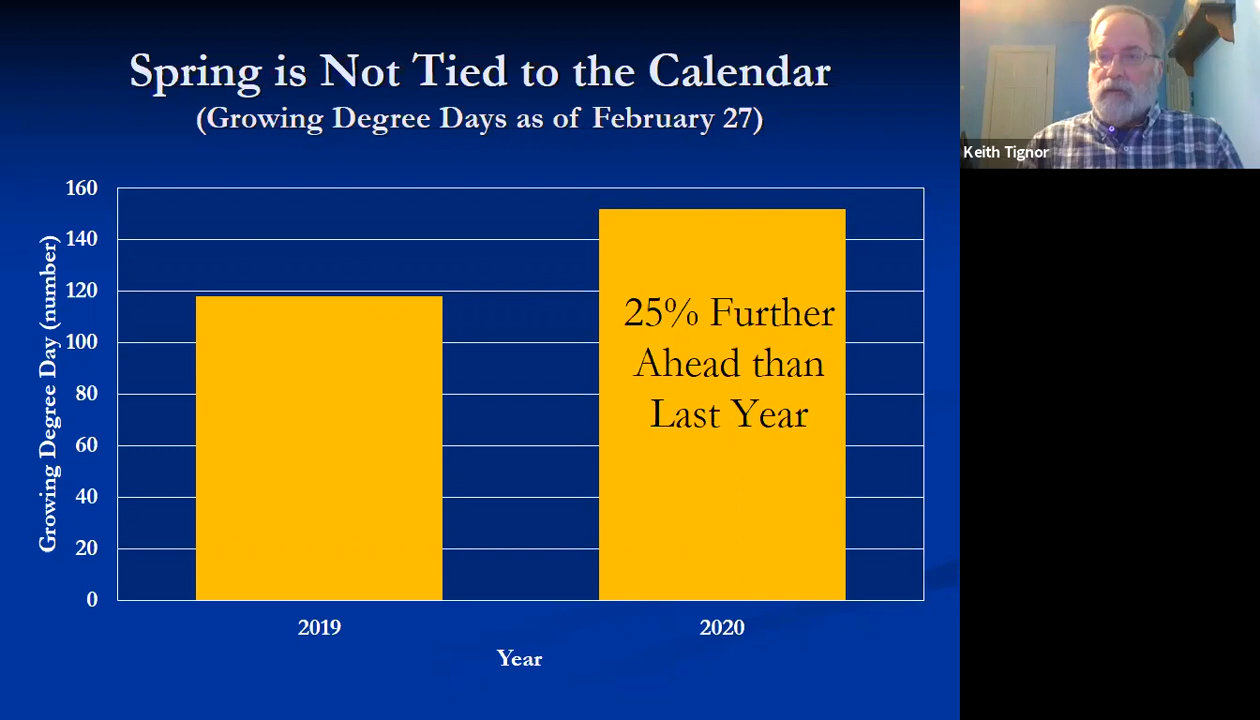 Spring is Not Tied to the Calendar
(Growing Degree Days as of February 27)
Keith Tignor
Growing Degree Day (number)
160
140
120
100
80
60
40
20
0
25% Further
Ahead than
Last Year
2019
2020
Year